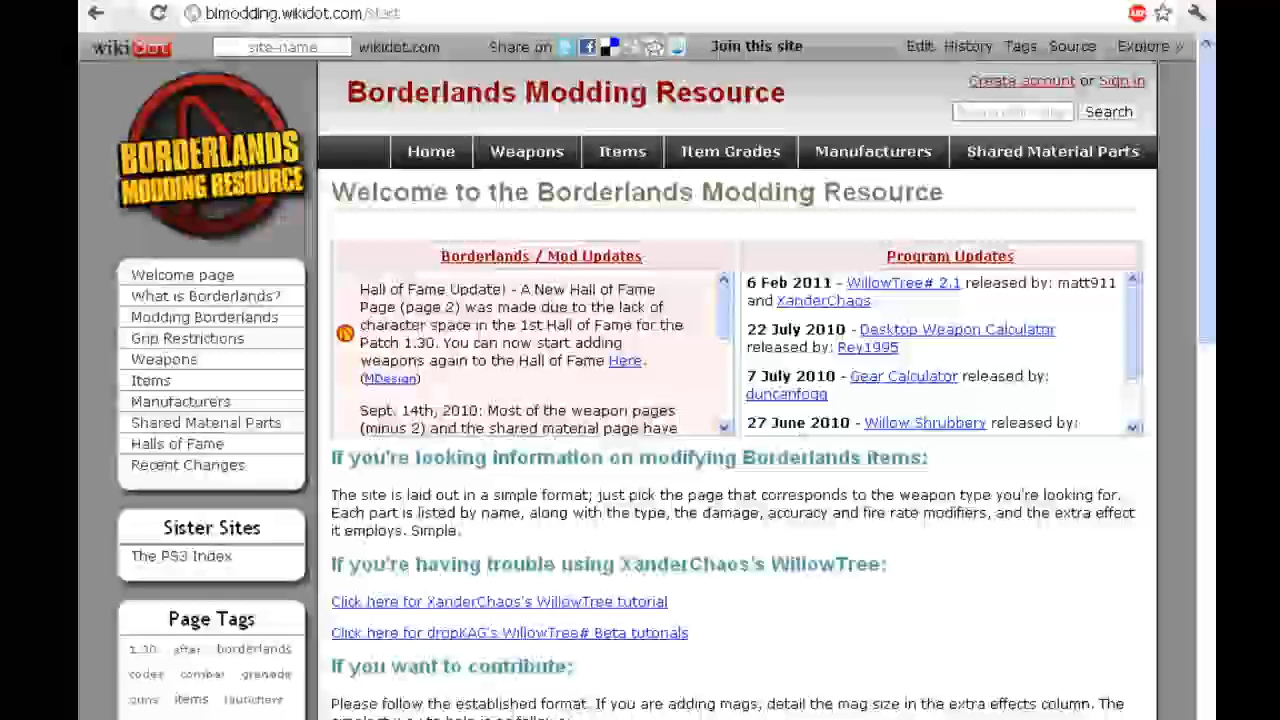 blmodding.wikidot.com/start
wikidot
site-name
wikidot.com
Share on
Join this site
Edit
History
Tags
Source
Explore »
BORDERLANDS
MODDING RESOURCE
Borderlands Modding Resource
Create account or Sign in
Search
Home
Weapons
Items
Item Grades
Manufacturers
Shared Material Parts
Welcome page
What is Borderlands?
Modding Borderlands
Grip Restrictions
Weapons
Items
Manufacturers
Shared Material Parts
Halls of Fame
Recent Changes
Sister Sites
The PS3 Index
Page Tags
1.30 after borderlands
codes combat grenade
guns items launchers
Welcome to the Borderlands Modding Resource
Borderlands / Mod Updates
Hall of Fame Update) - A New Hall of Fame
Page (page 2) was made due to the lack of
character space in the 1st Hall of Fame for the
Patch 1.30. You can now start adding
weapons again to the Hall of Fame Here.
(MDesign)
Sept. 14th, 2010: Most of the weapon pages
(minus 2) and the shared material page have
Program Updates
6 Feb 2011 - WillowTree# 2.1 released by: matt911
and XanderChaos
22 July 2010 - Desktop Weapon Calculator
released by: Rey1995
7 July 2010 - Gear Calculator released by:
duncanfogg
27 June 2010 - Willow Shrubbery released by:
If you're looking information on modifying Borderlands items:
The site is laid out in a simple format; just pick the page that corresponds to the weapon type you're looking for.
Each part is listed by name, along with the type, the damage, accuracy and fire rate modifiers, and the extra effect
it employs. Simple.
If you're having trouble using XanderChaos's WillowTree:
Click here for XanderChaos's WillowTree tutorial
Click here for dropKAG's WillowTree# Beta tutorials
If you want to contribute:
Please follow the established format. If you are adding mags, detail the mag size in the extra effects column. The